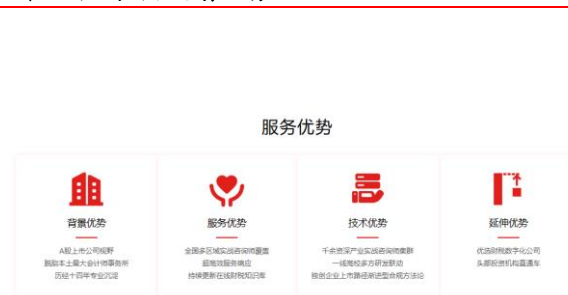 服务优势
背景优势
A股上市公司视野
脱胎本土最大会计师事务所
历经十四年专业沉淀
服务优势
全国多区域实战咨询师覆盖
超高效服务响应
持续更新在线财税知识库
技术优势
千余资深产业实战咨询师集群
一线高校多方研发联动
独创企业上市路径渐进型合规方法论
延伸优势
优选财税数字化公司
头部投资机构直通车